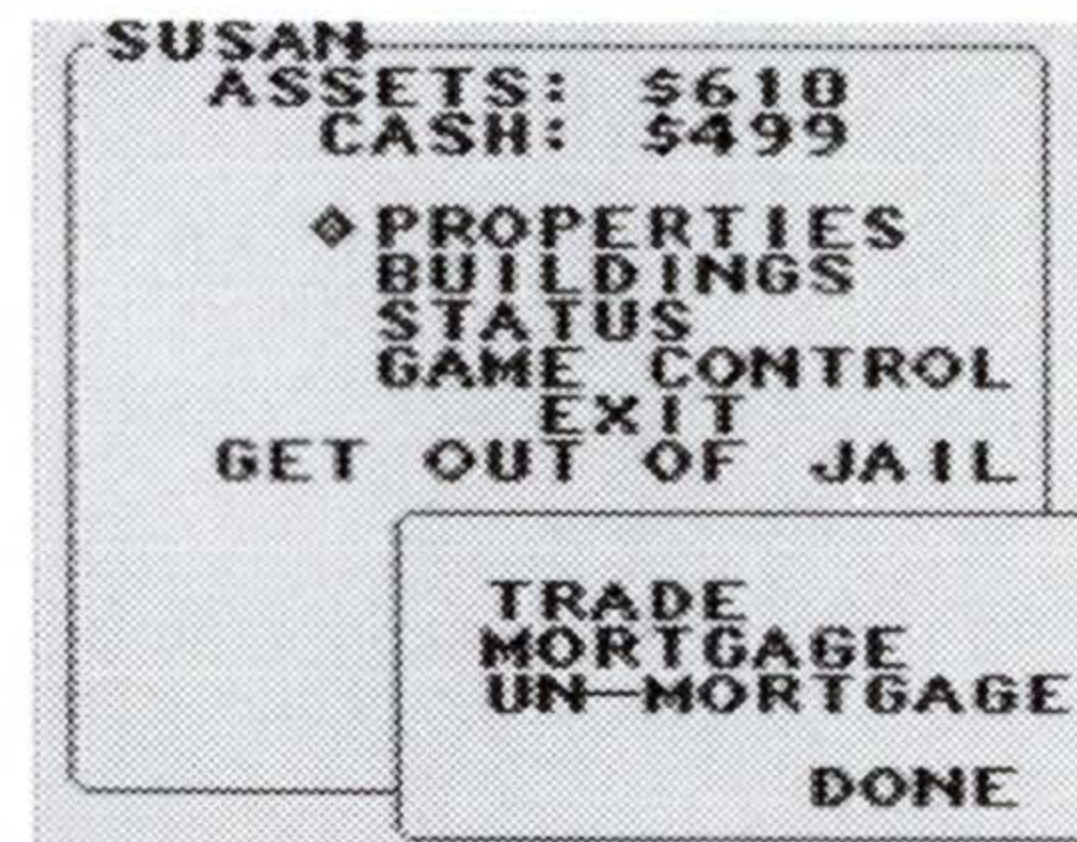 SUSAN
ASSETS: $610
CASH: $499
PROPERTIES
BUILDINGS
STATUS
GAME CONTROL
EXIT
GET OUT OF JAIL
TRADE
MORTGAGE
UN-MORTGAGE
DONE